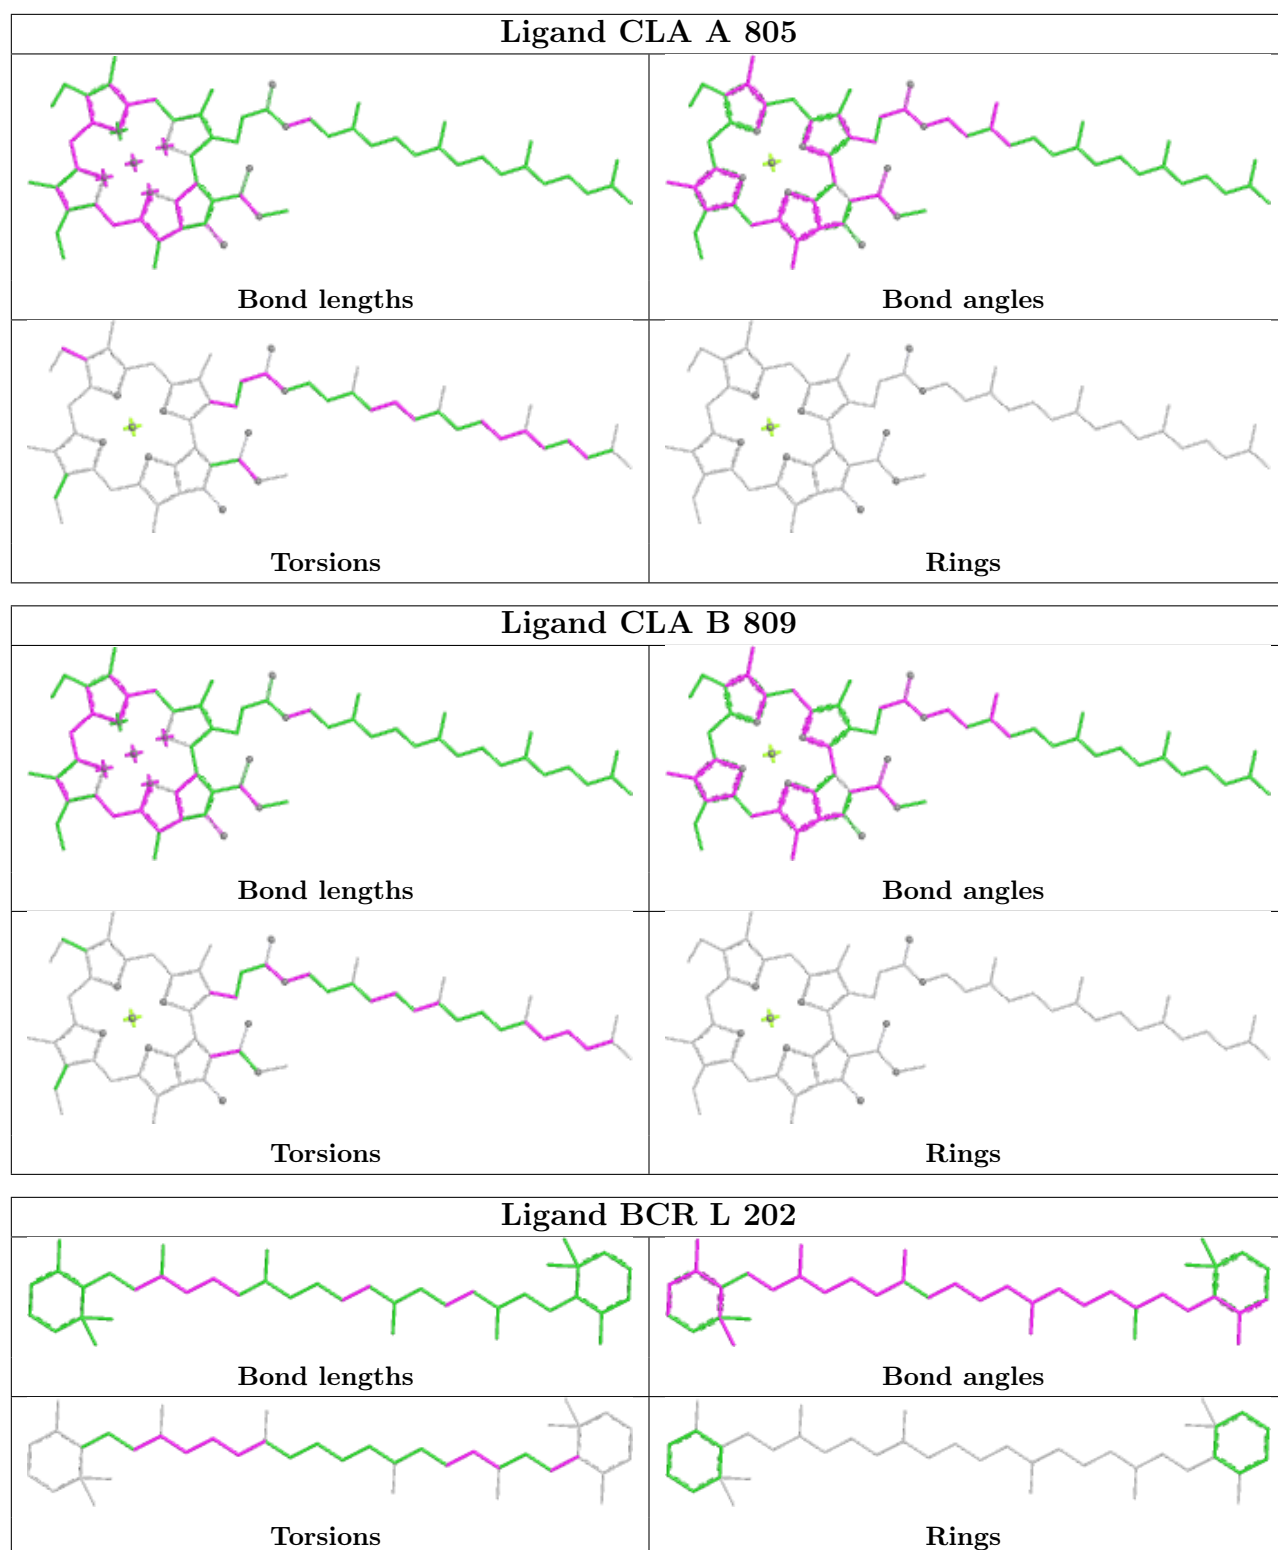 Ligand CLA A 805
Bond lengths
Bond angles
Torsions
Rings
Ligand CLA B 809
Bond lengths
Bond angles
Torsions
Rings
Ligand BCR L 202
Bond lengths
Bond angles
Torsions
Rings